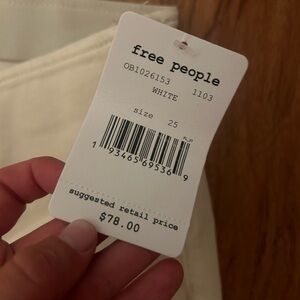 free people
OB1026153 1103
WHITE
size 25
1 93465 69536 9
suggested retail price
$78.00